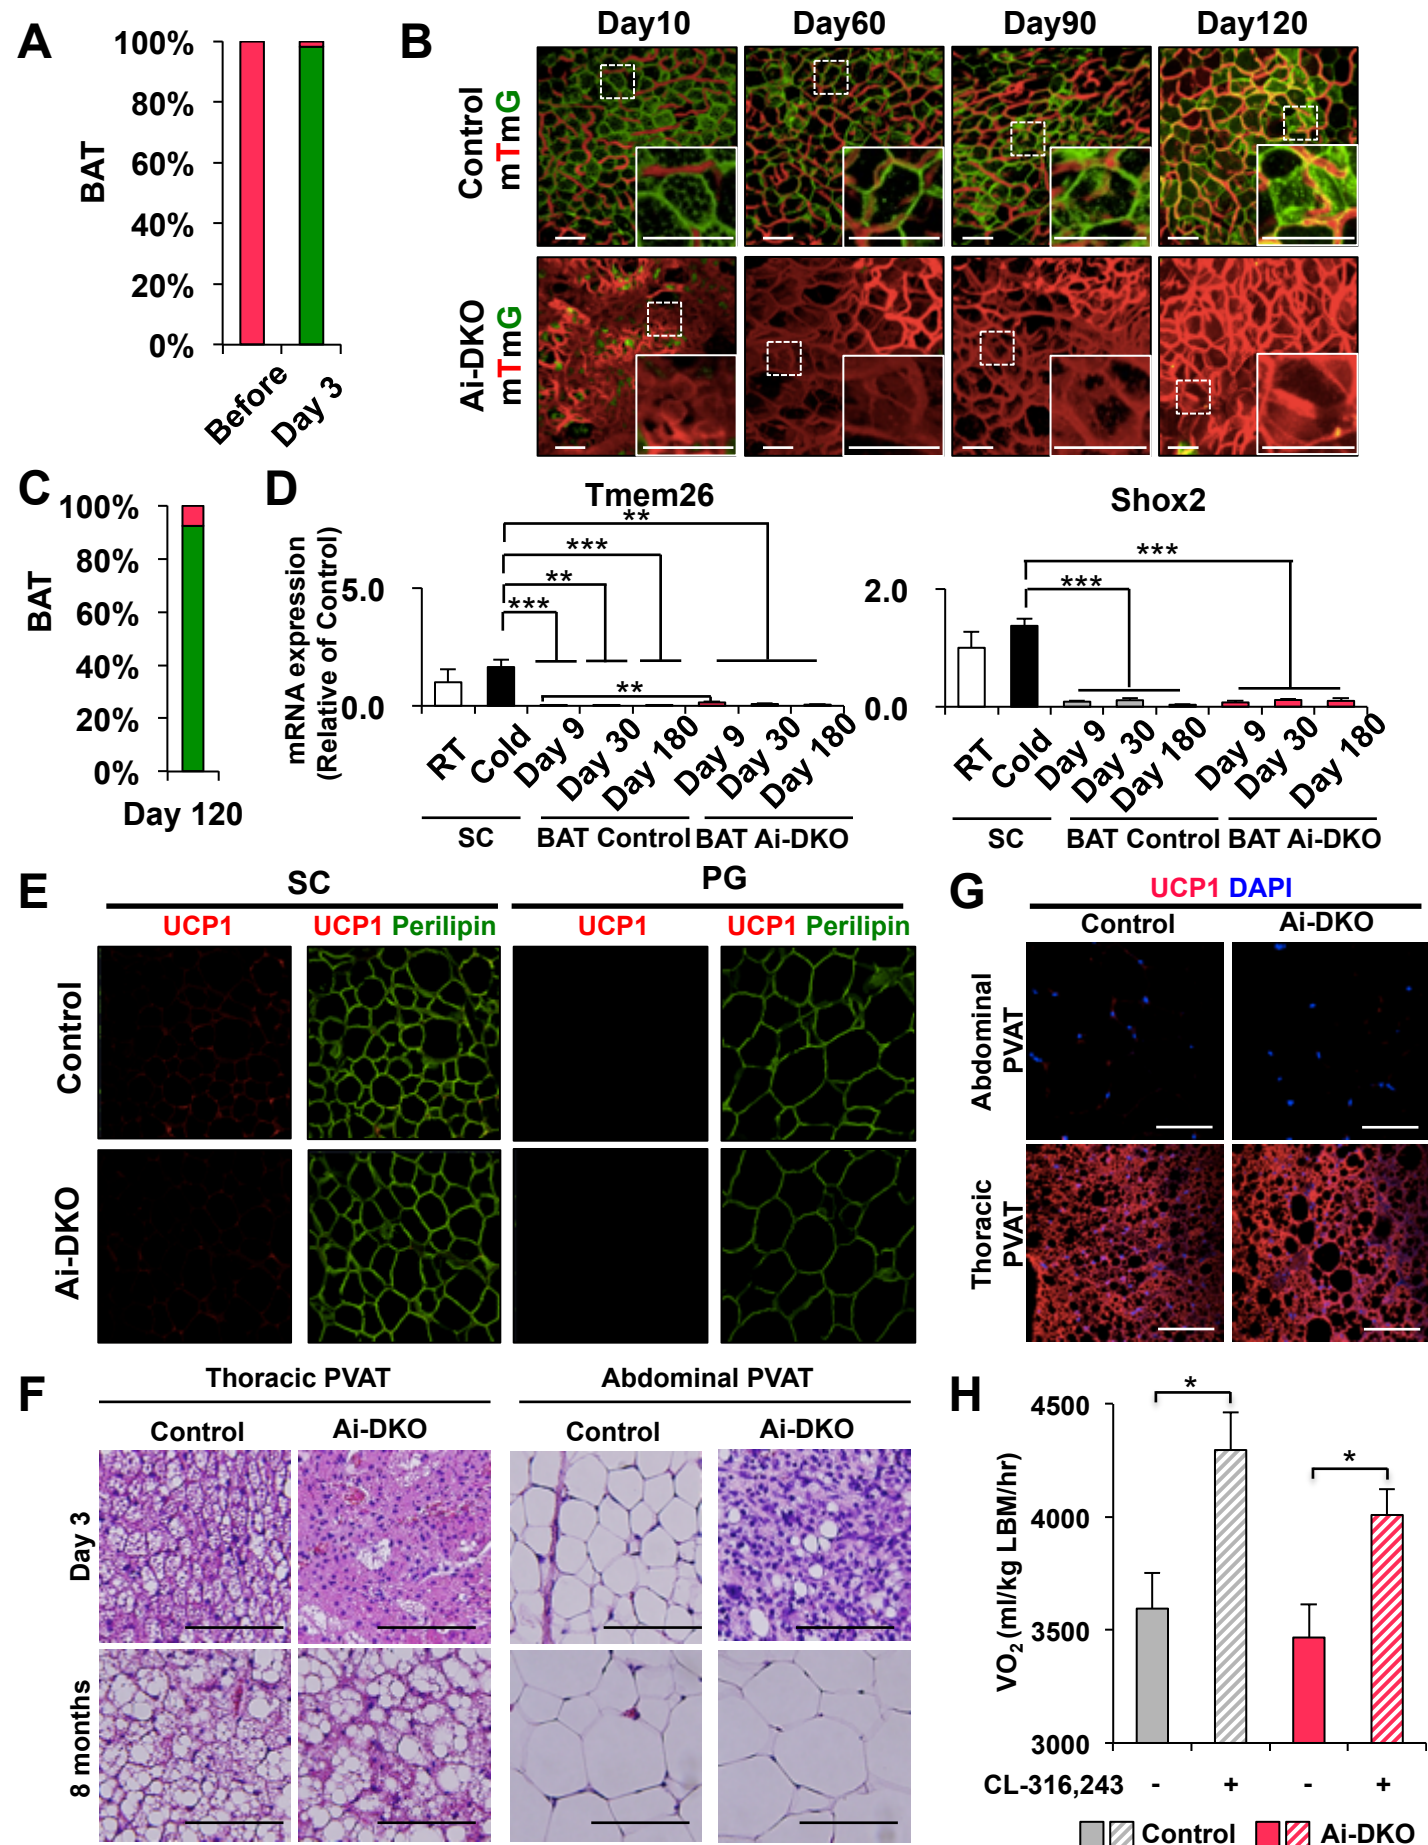 A
100%
80%
60%
40%
20%
0%
BAT
Before
Day 3
B
Day10
Day60
Day90
Day120
Control
mTmG
Ai-DKO
mTmG
C
100%
80%
60%
40%
20%
0%
BAT
Day 120
D
mRNA expression
(Relative of Control)
Tmem26
**
***
**
***
**
5.0
0.0
RT
Cold
Day 9
Day 30
Day 180
Day 9
Day 30
Day 180
SC
BAT Control
BAT Ai-DKO
Shox2
***
***
2.0
0.0
RT
Cold
Day 9
Day 30
Day 180
Day 9
Day 30
Day 180
SC
BAT Control
BAT Ai-DKO
E
SC
PG
UCP1
UCP1 Perilipin
UCP1
UCP1 Perilipin
Control
Ai-DKO
G
UCP1 DAPI
Control
Ai-DKO
Abdominal
PVAT
Thoracic
PVAT
F
Thoracic PVAT
Abdominal PVAT
Control
Ai-DKO
Control
Ai-DKO
Day 3
8 months
H
*
*
4500
4000
3500
3000
VO2 (ml/kg LBM/hr)
CL-316,243
-
+
-
+
Control
Ai-DKO